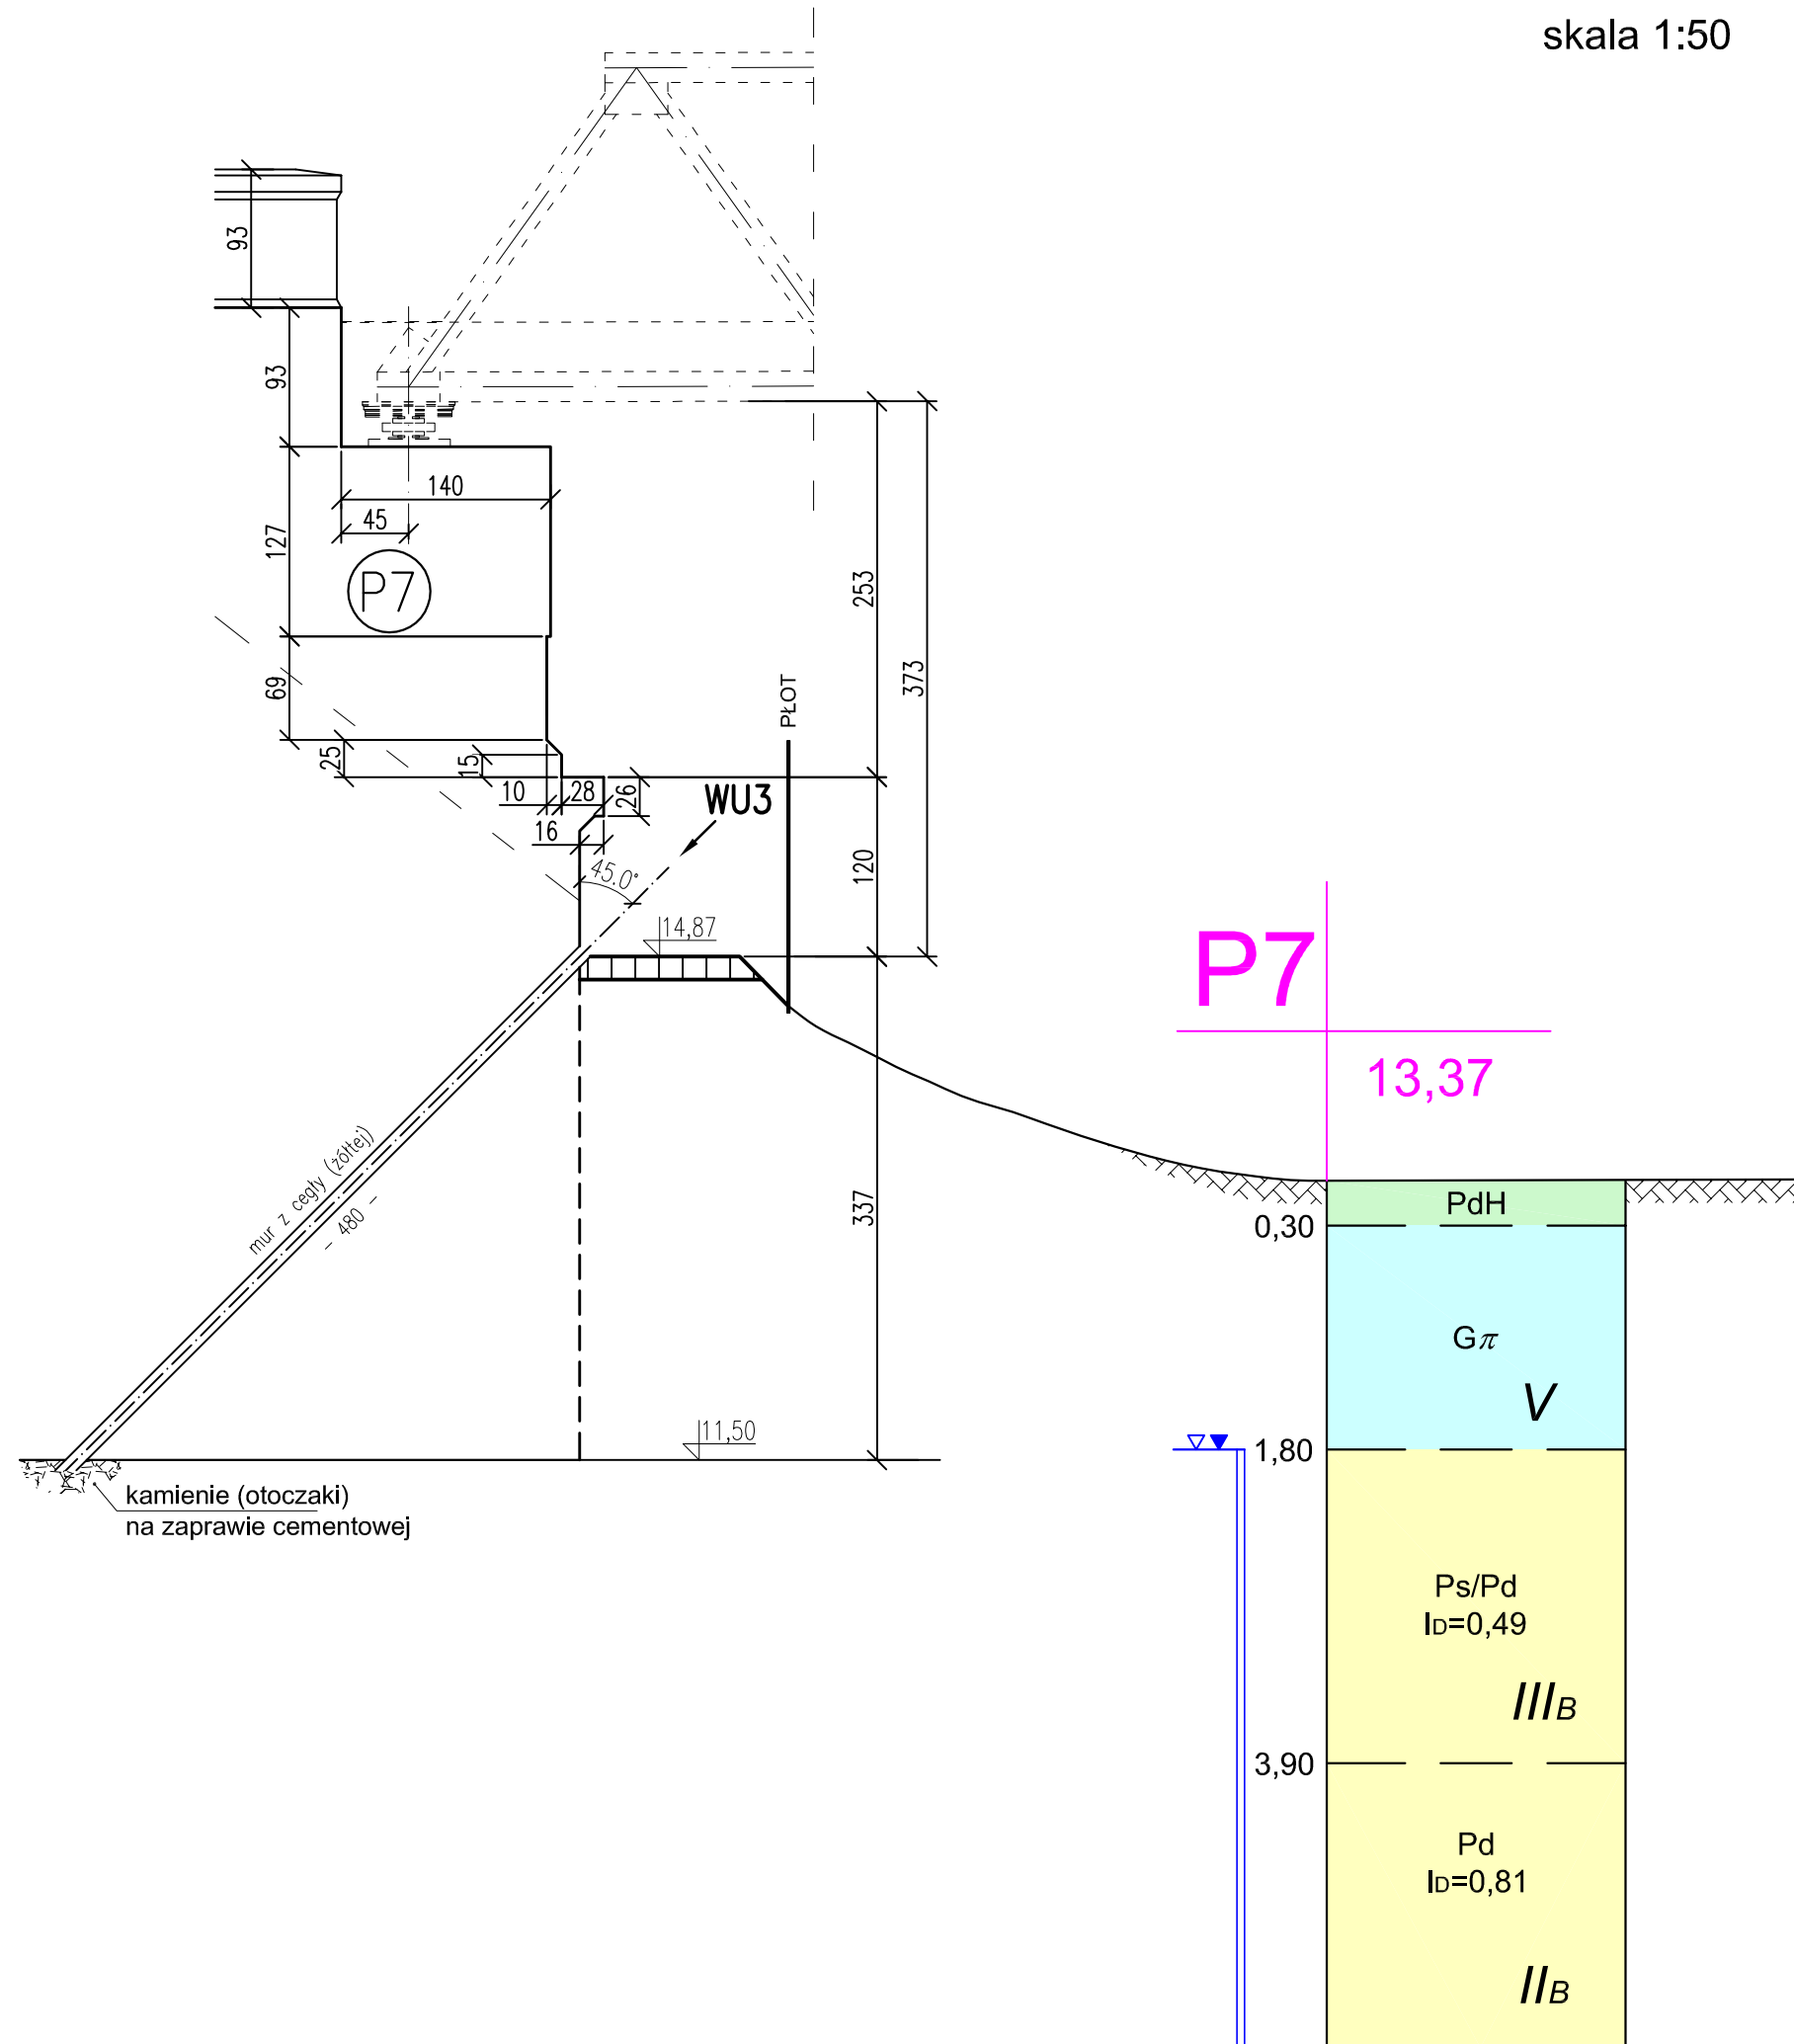 skala 1:50
93
93
127
69
25
15
140
45
P7
10
28
26
16
253
373
120
337
PŁOT
WU3
45.0°
14,87
mur z cegły (żółtej)
- 480 -
11,50
kamienie (otoczaki)
na zaprawie cementowej
P7
13,37
PdH
0,30
Gπ
V
1,80
Ps/Pd
ID=0,49
IIIB
3,90
Pd
ID=0,81
IIB